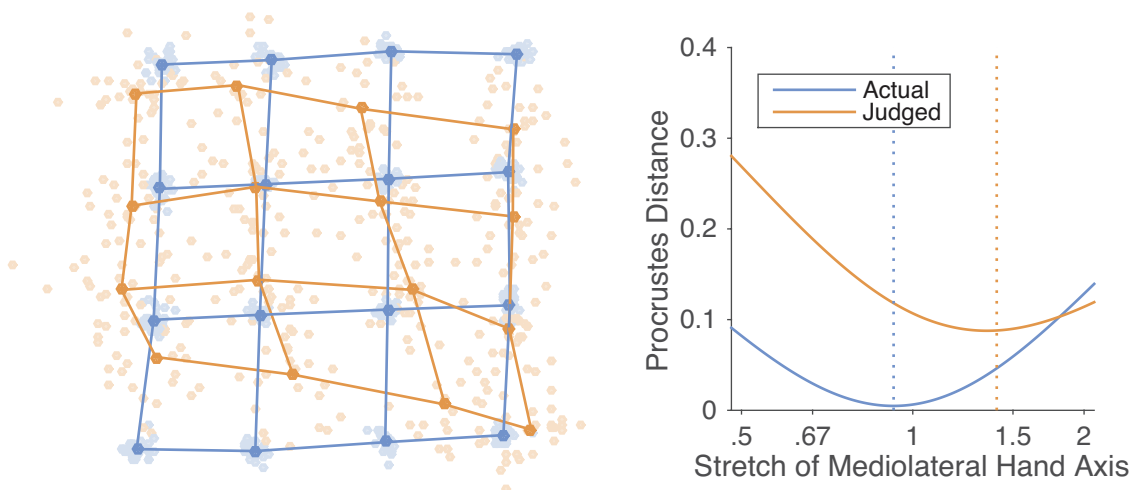 0.4
0.3
0.2
0.1
0
Procrustes Distance
Actual
Judged
.5 .67 1 1.5 2
Stretch of Mediolateral Hand Axis